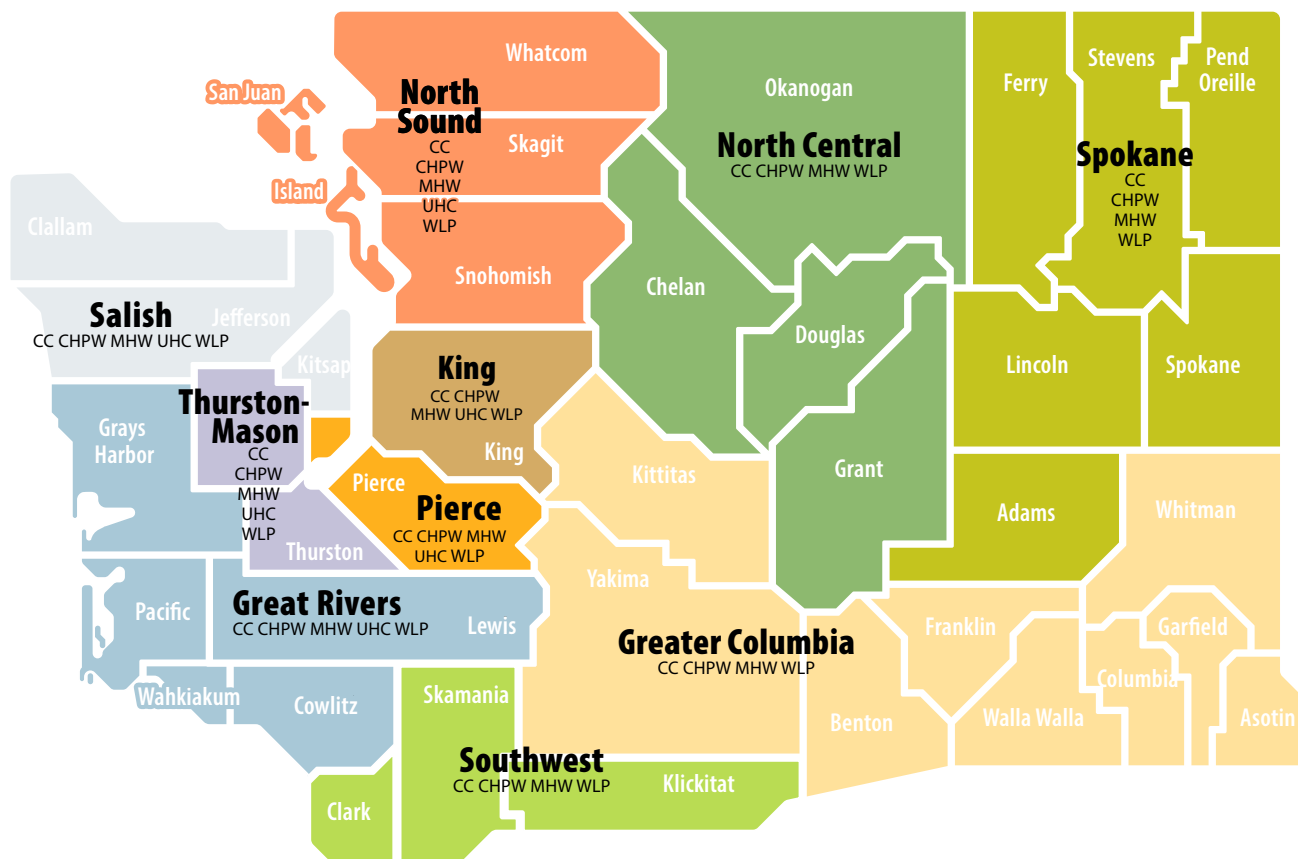 Whatcom
San Juan
North
Sound
CC
CHPW
MHW
UHC
WLP
Skagit
Island
Snohomish
Okanogan
North Central
CC CHPW MHW WLP
Chelan
Douglas
Grant
Ferry
Stevens
Pend
Oreille
Spokane
CC
CHPW
MHW
WLP
Lincoln
Spokane
Adams
Clallam
Salish
CC CHPW MHW UHC WLP
Jefferson
Kitsap
King
CC CHPW
MHW UHC WLP
King
Thurston-
Mason
CC
CHPW
MHW
UHC
WLP
Thurston
Grays
Harbor
Pierce
Pierce
CC CHPW MHW
UHC WLP
Kittitas
Yakima
Whitman
Pacific
Great Rivers
CC CHPW MHW UHC WLP
Lewis
Greater Columbia
CC CHPW MHW WLP
Franklin
Garfield
Columbia
Wahkiakum
Cowlitz
Skamania
Benton
Walla Walla
Asotin
Southwest
CC CHPW MHW WLP
Klickitat
Clark